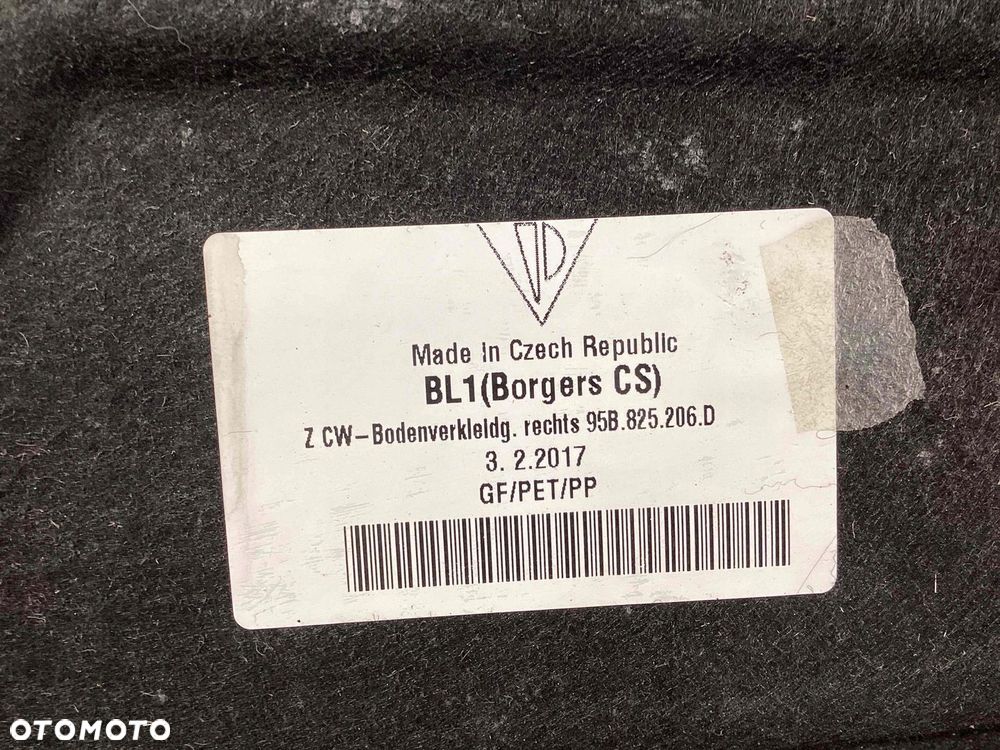 Made in Czech Republic
BL1(Borgers CS)
Z CW-Bodenverkleidg. rechts 95B.825.206.D
3. 2.2017
GF/PET/PP
OTOMOTO